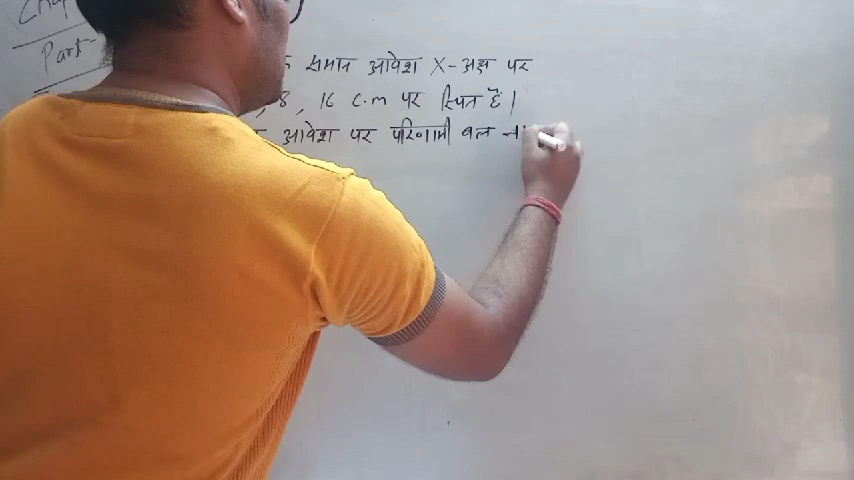 Part-
समान आवेश X-अक्ष पर
, 8, 16 C.m पर स्थित है।
आवेश पर परिणामी बल